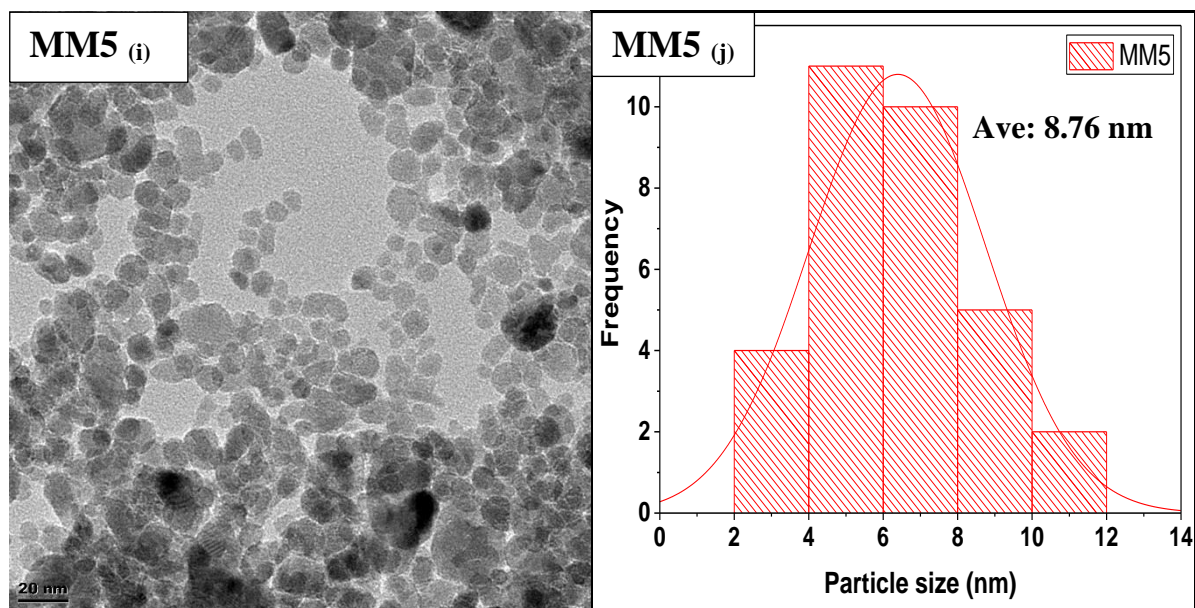 MM5 (i)
20 nm
MM5 (j)
MM5
Ave: 8.76 nm
Frequency
10
8
6
4
2
0
0 2 4 6 8 10 12 14
Particle size (nm)